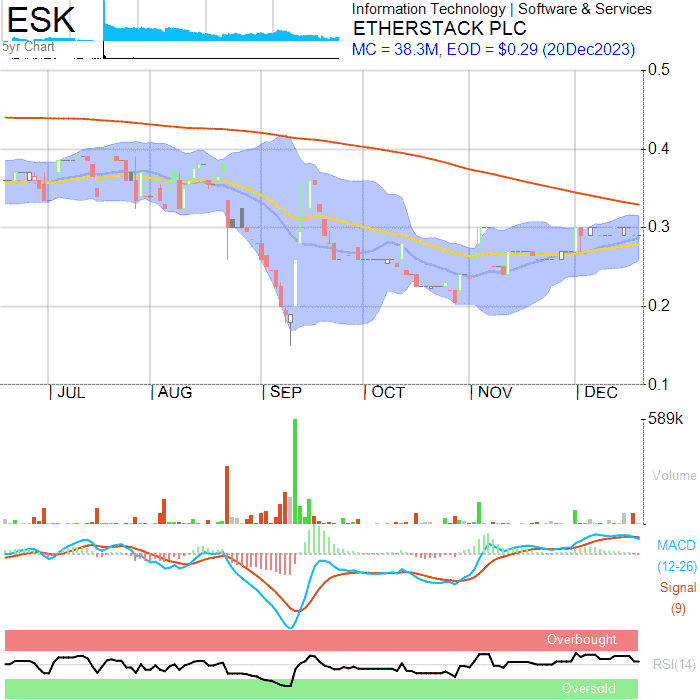 ESK
5yr Chart
Information Technology | Software & Services
ETHERSTACK PLC
MC = 38.3M, EOD = $0.29 (20Dec2023)
0.5
0.4
0.3
0.2
0.1
JUL AUG SEP OCT NOV DEC
589k
Volume
MACD
(12-26)
Signal
(9)
Overbought
RSI(14)
Oversold